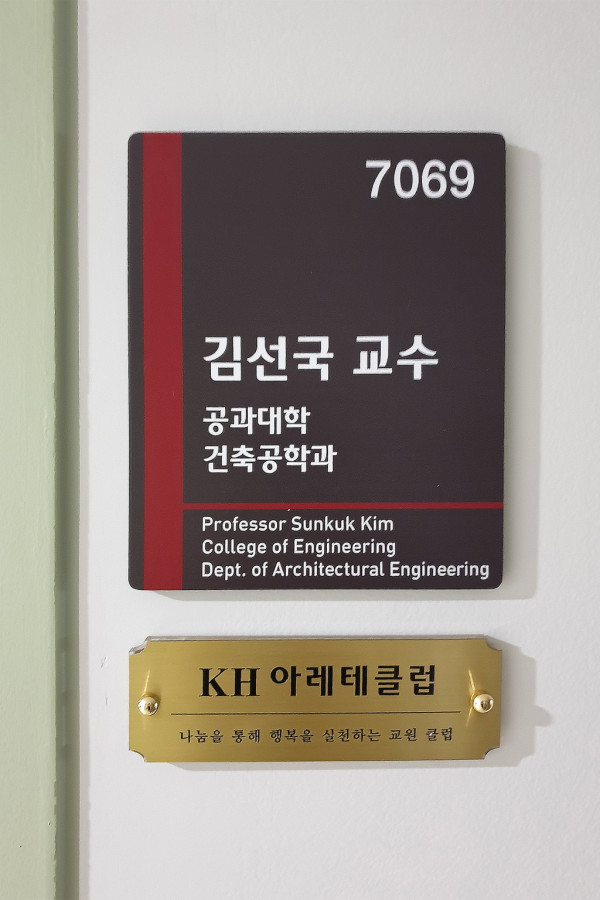 7069
김선국 교수
공과대학
건축공학과
Professor Sunkuk Kim
College of Engineering
Dept. of Architectural Engineering
KH 아레테클럽
나눔을 통해 행복을 실천하는 교원 클럽